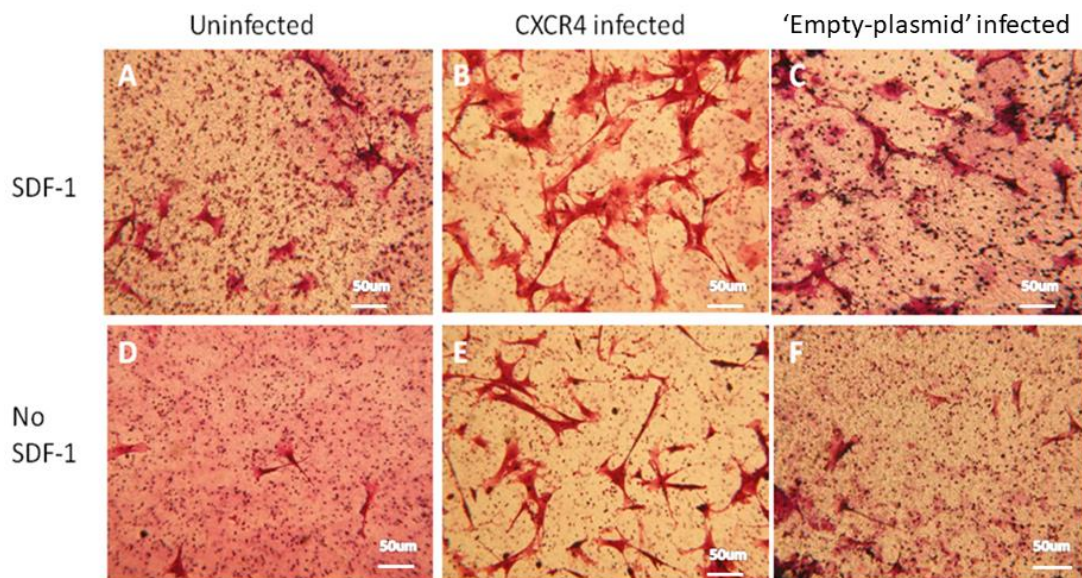 Uninfected
CXCR4 infected
‘Empty-plasmid’ infected
SDF-1
A
50um
B
50um
C
50um
No
SDF-1
D
50um
E
50um
F
50um